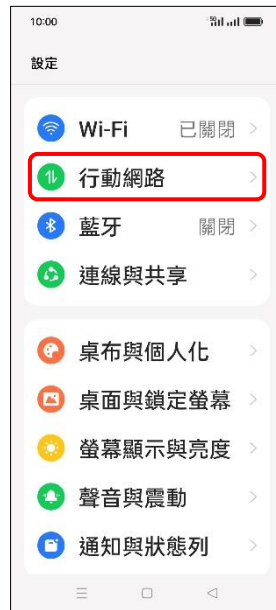 10:00 5G
設定
Wi-Fi 已關閉
行動網路
藍牙 關閉
連線與共享
桌布與個人化
桌面與鎖定螢幕
螢幕顯示與亮度
聲音與震動
通知與狀態列